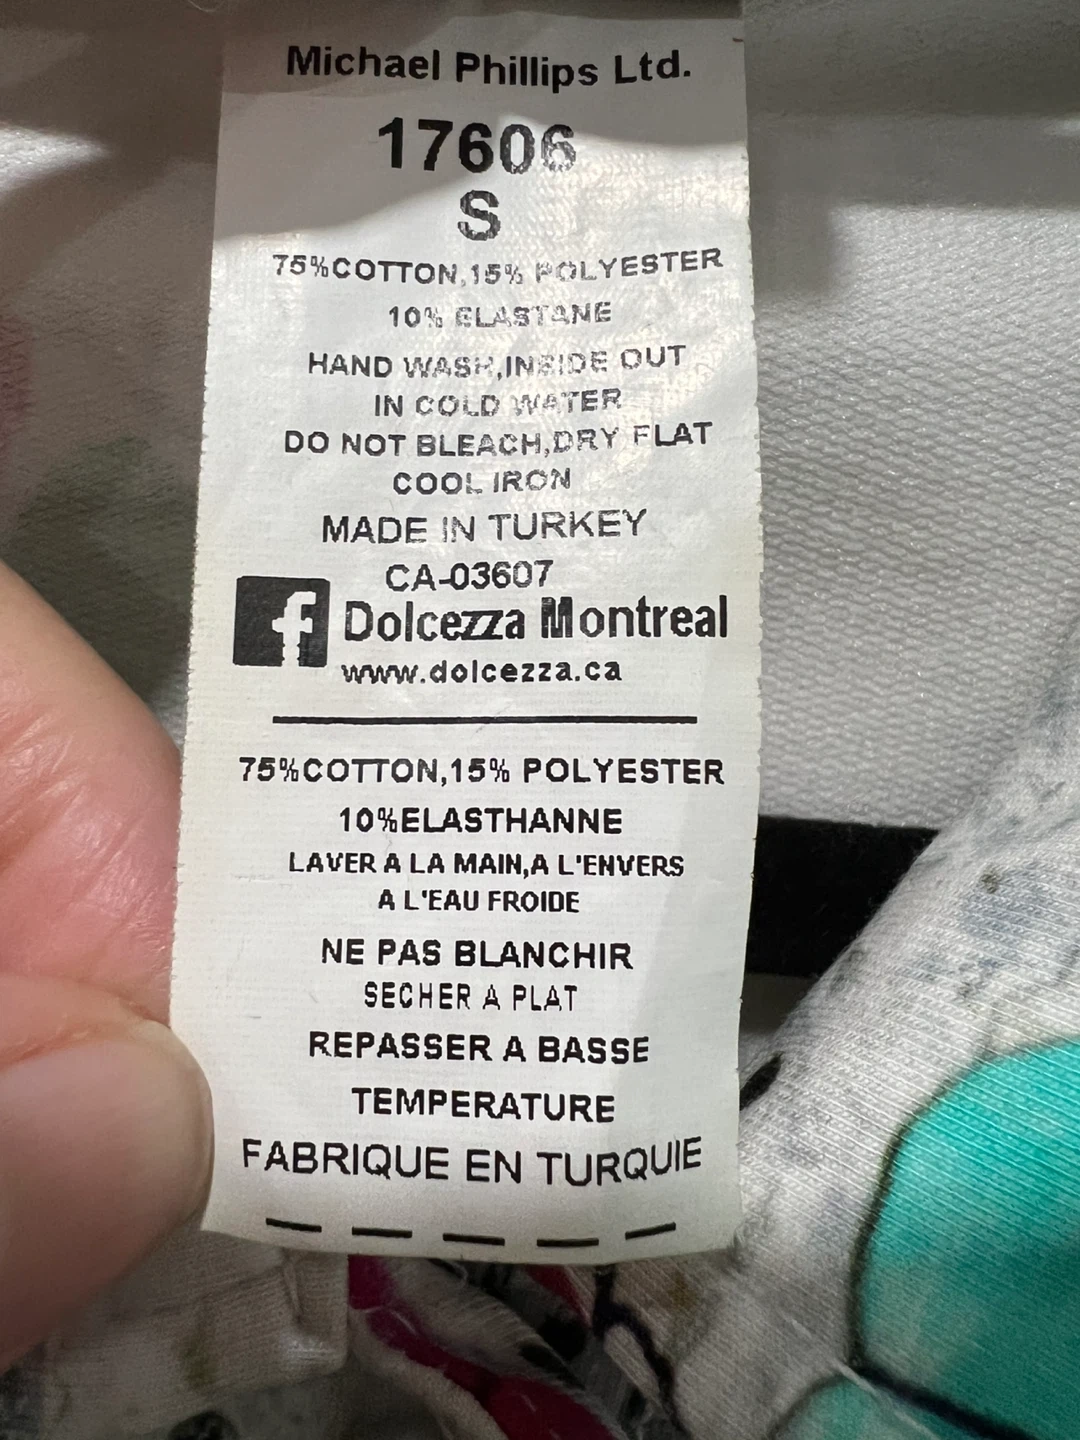 Michael Phillips Ltd.
17606
S
75%COTTON,15% POLYESTER
10% ELASTANE
HAND WASH,INSIDE OUT
IN COLD WATER
DO NOT BLEACH,DRY FLAT
COOL IRON
MADE IN TURKEY
CA-03607
f Dolcezza Montreal
www.dolcezza.ca
75%COTTON,15% POLYESTER
10%ELASTHANNE
LAVER A LA MAIN,A L'ENVERS
A L'EAU FROIDE
NE PAS BLANCHIR
SECHER A PLAT
REPASSER A BASSE
TEMPERATURE
FABRIQUE EN TURQUIE